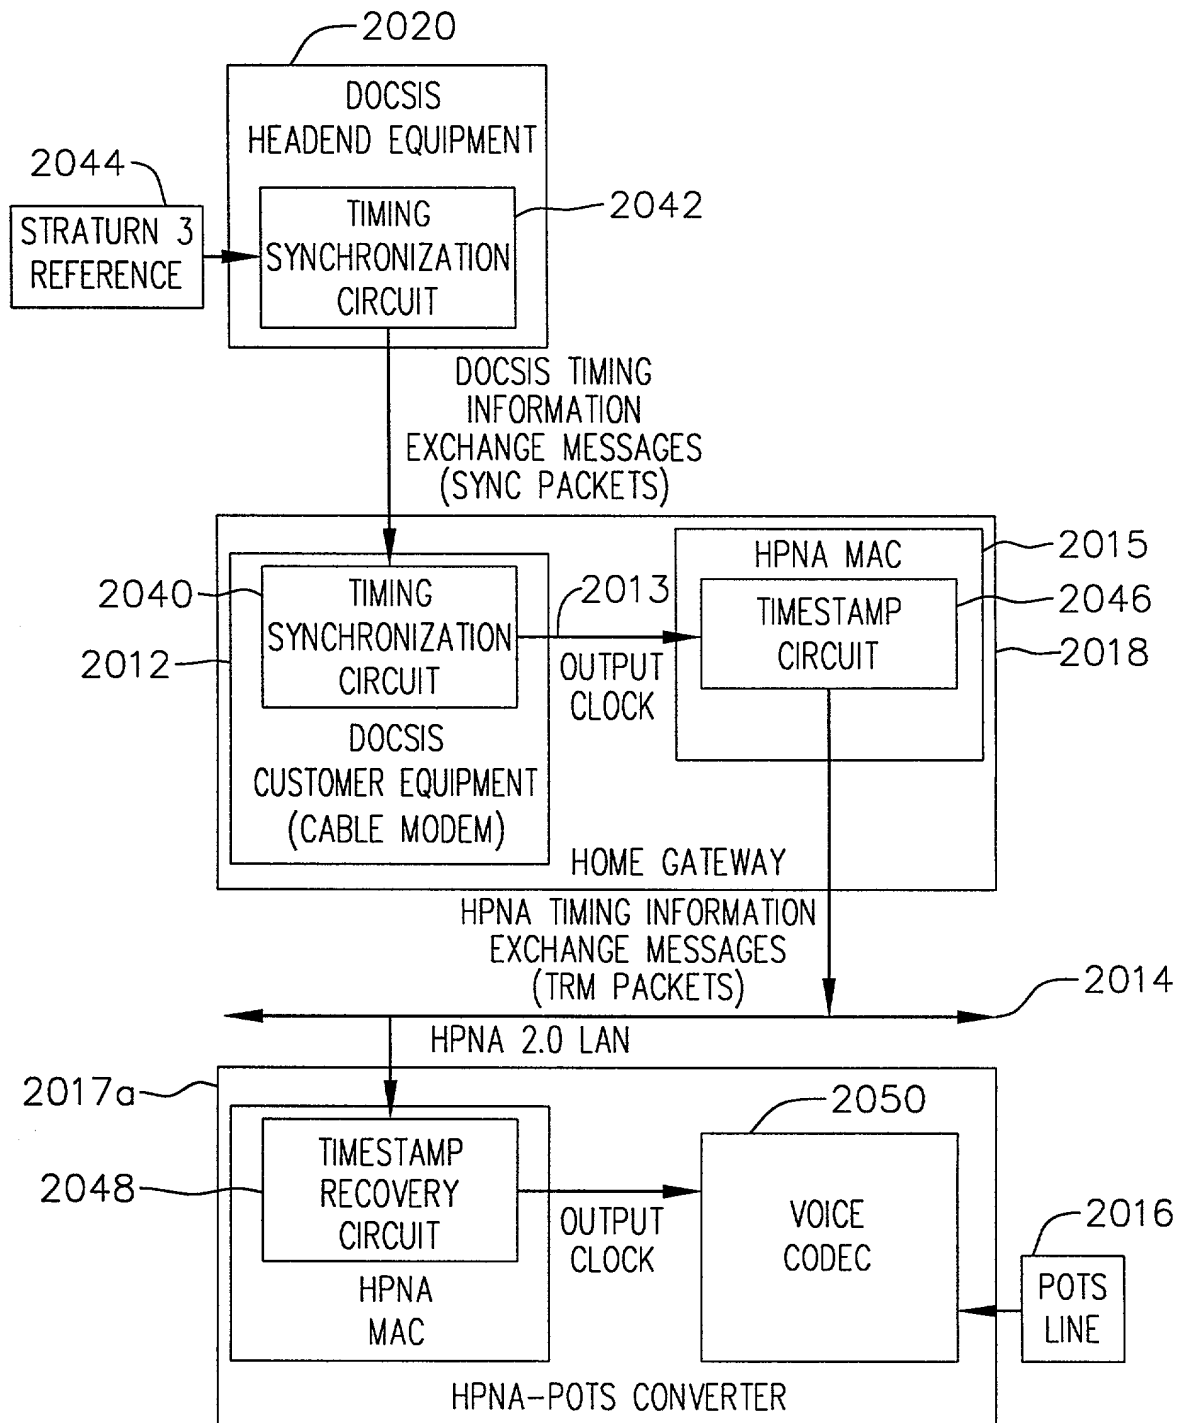 2020
DOCSIS
HEADEND EQUIPMENT
2044
STRATURN 3
REFERENCE
TIMING
SYNCHRONIZATION
CIRCUIT
2042
DOCSIS TIMING
INFORMATION
EXCHANGE MESSAGES
(SYNC PACKETS)
2040
2012
TIMING
SYNCHRONIZATION
CIRCUIT
DOCSIS
CUSTOMER EQUIPMENT
(CABLE MODEM)
2013
OUTPUT
CLOCK
HPNA MAC
TIMESTAMP
CIRCUIT
2015
2046
2018
HOME GATEWAY
HPNA TIMING INFORMATION
EXCHANGE MESSAGES
(TRM PACKETS)
2014
HPNA 2.0 LAN
2017a
2048
TIMESTAMP
RECOVERY
CIRCUIT
HPNA
MAC
OUTPUT
CLOCK
2050
VOICE
CODEC
2016
POTS
LINE
HPNA-POTS CONVERTER